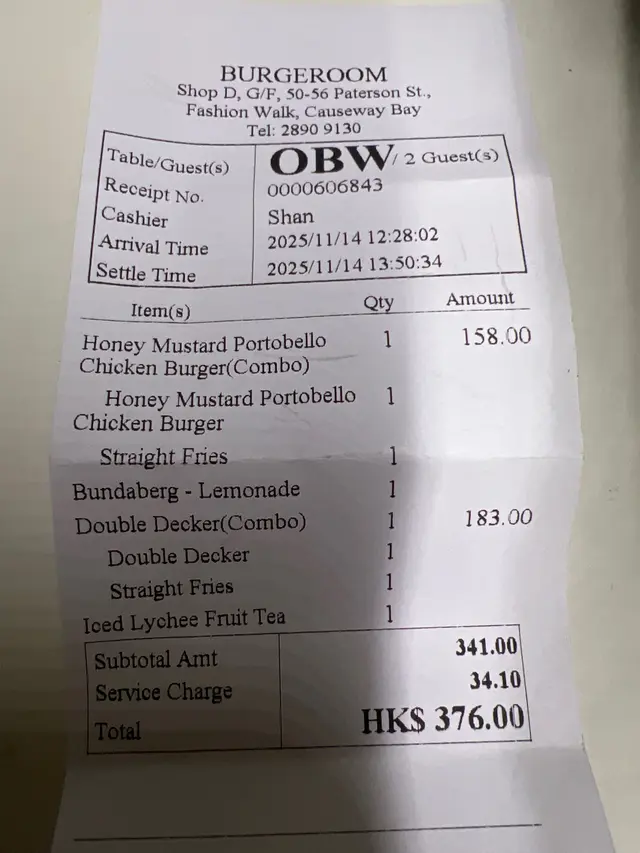 BURGEROOM
Shop D, G/F, 50-56 Paterson St.,
Fashion Walk, Causeway Bay
Tel: 2890 9130
Table/Guest(s) OBW/ 2 Guest(s)
Receipt No. 0000606843
Cashier Shan
Arrival Time 2025/11/14 12:28:02
Settle Time 2025/11/14 13:50:34
Item(s) Qty Amount
Honey Mustard Portobello 1 158.00
Chicken Burger(Combo)
Honey Mustard Portobello 1
Chicken Burger
Straight Fries 1
Bundaberg - Lemonade 1
Double Decker(Combo) 1 183.00
Double Decker 1
Straight Fries 1
Iced Lychee Fruit Tea 1
Subtotal Amt 341.00
Service Charge 34.10
Total HK$ 376.00